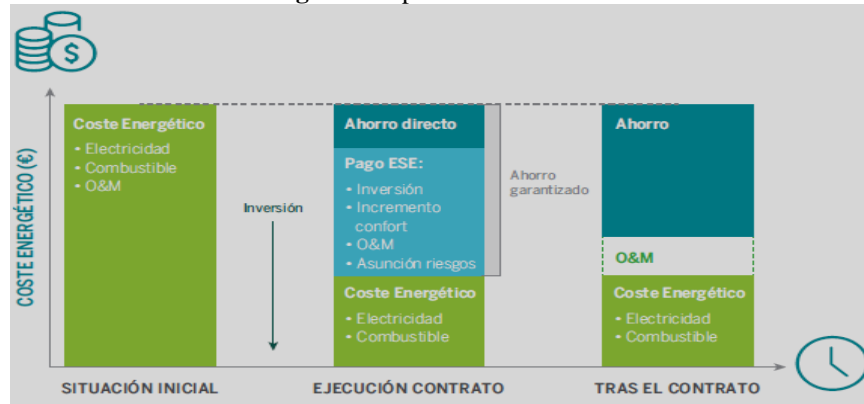 $
COSTE ENERGÉTICO (€)
Coste Energético
• Electricidad
• Combustible
• O&M
Inversión
Ahorro directo
Pago ESE:
• Inversión
• Incremento
confort
• O&M
• Asunción riesgos
Coste Energético
• Electricidad
• Combustible
Ahorro
garantizado
Ahorro
O&M
Coste Energético
• Electricidad
• Combustible
SITUACIÓN INICIAL
EJECUCIÓN CONTRATO
TRAS EL CONTRATO